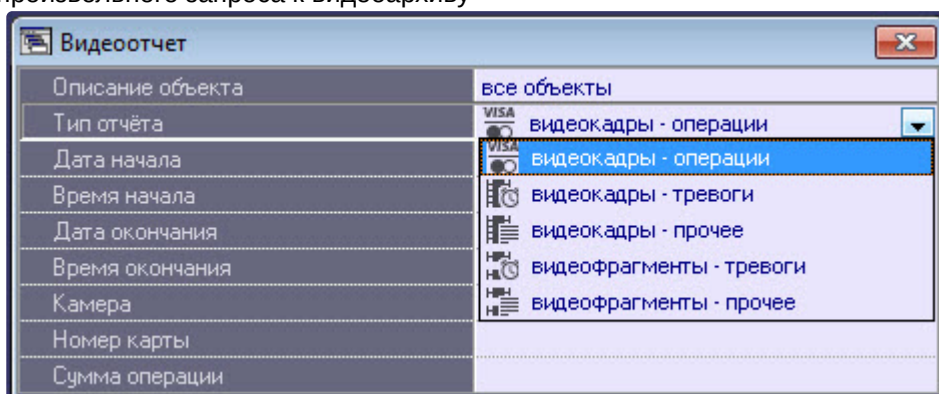 произвольного запроса к видеоархиву
Видеоотчет
Описание объекта все объекты
Тип отчёта VISA видеокадры - операции
Дата начала VISA видеокадры - операции
Время начала видеокадры - тревоги
Дата окончания видеокадры - прочее
Время окончания видеофрагменты - тревоги
Камера видеофрагменты - прочее
Номер карты
Сумма операции